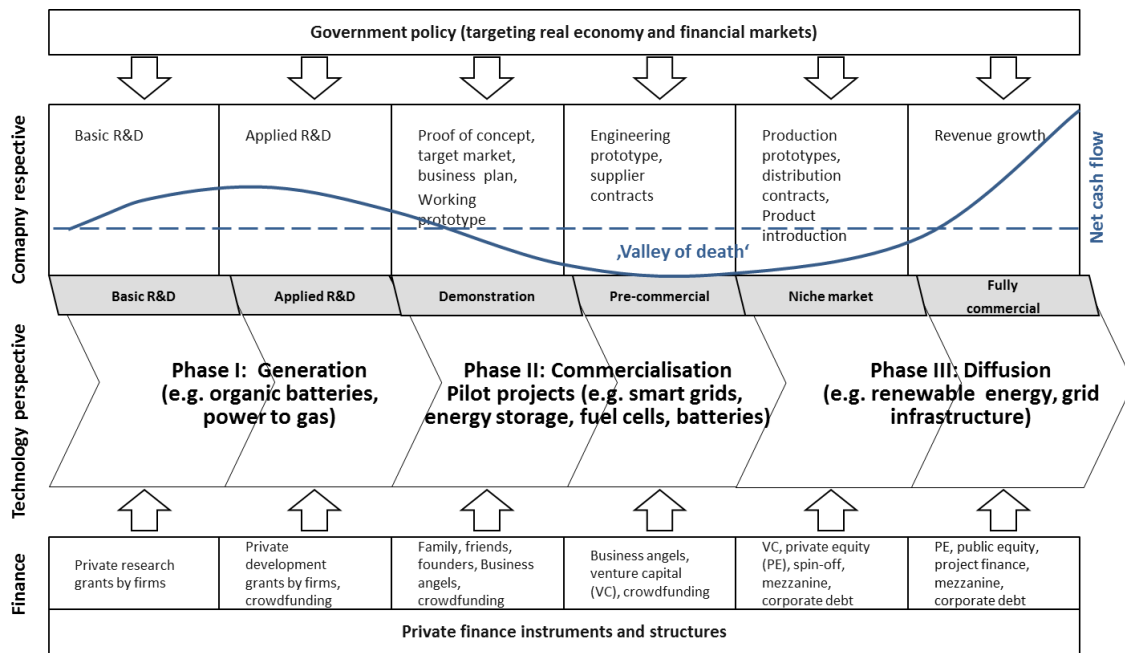 Government policy (targeting real economy and financial markets)
Comapny respective
Basic R&D
Applied R&D
Proof of concept,
target market,
business plan,
Working
prototype
Engineering
prototype,
supplier
contracts
Production
prototypes,
distribution
contracts,
Product
introduction
Revenue growth
Net cash flow
‚Valley of death‘
Basic R&D
Applied R&D
Demonstration
Pre-commercial
Niche market
Fully
commercial
Technology perspective
Phase I: Generation
(e.g. organic batteries,
power to gas)
Phase II: Commercialisation
Pilot projects (e.g. smart grids,
energy storage, fuel cells, batteries)
Phase III: Diffusion
(e.g. renewable energy, grid
infrastructure)
Finance
Private research
grants by firms
Private
development
grants by firms,
crowdfunding
Family, friends,
founders, Business
angels,
crowdfunding
Business angels,
venture capital
(VC), crowdfunding
VC, private equity
(PE), spin-off,
mezzanine,
corporate debt
PE, public equity,
project finance,
mezzanine,
corporate debt
Private finance instruments and structures